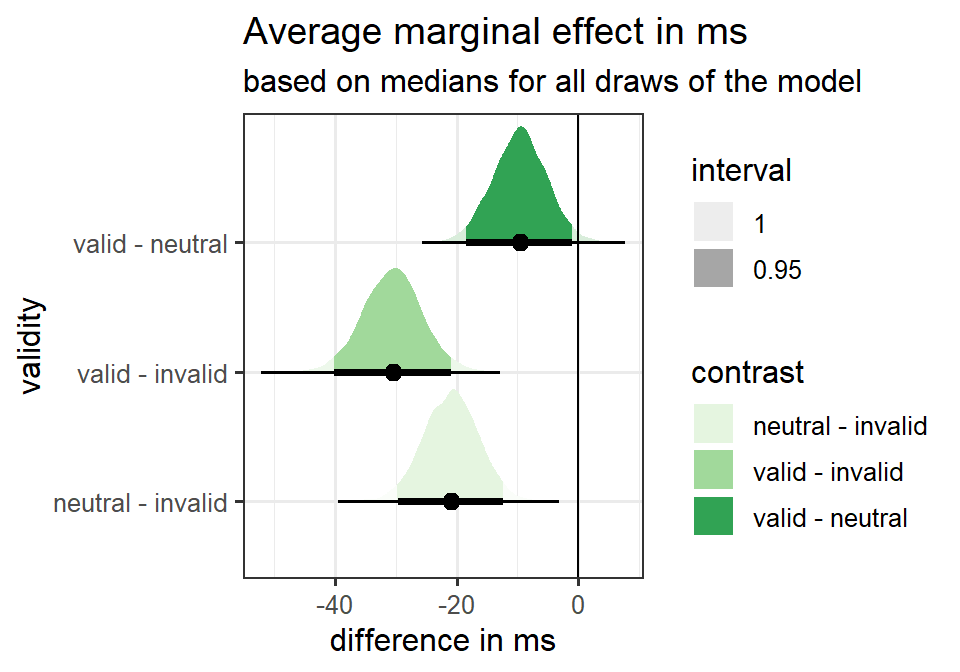 Average marginal effect in ms
based on medians for all draws of the model
validity
valid - neutral
valid - invalid
neutral - invalid
-40
-20
0
difference in ms
interval
1
0.95
contrast
neutral - invalid
valid - invalid
valid - neutral